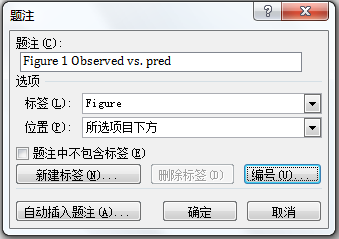 题注
题注(C):
Figure 1 Observed vs. pred
选项
标签(L): Figure
位置(P): 所选项目下方
题注中不包含标签(E)
新建标签(N)... 删除标签(D) 编号(U)...
自动插入题注(A)... 确定 取消